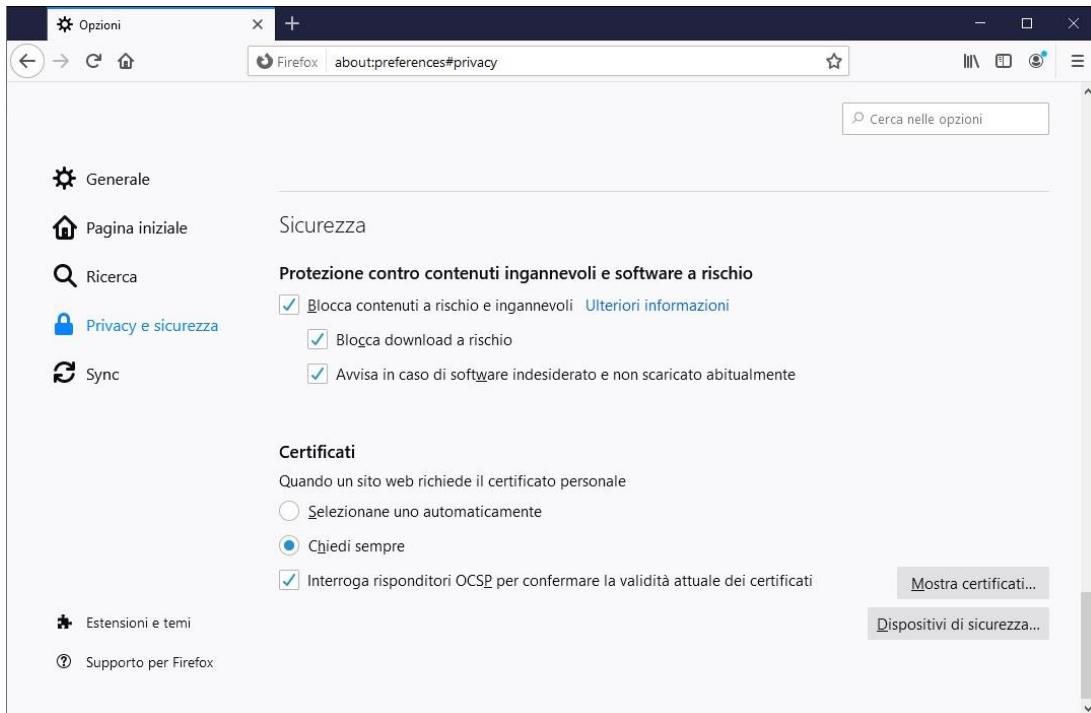 Opzioni
Firefox about:preferences#privacy
Cerca nelle opzioni
Generale
Pagina iniziale
Ricerca
Privacy e sicurezza
Sync
Estensioni e temi
Supporto per Firefox
Sicurezza
Protezione contro contenuti ingannevoli e software a rischio
Blocca contenuti a rischio e ingannevoli Ulteriori informazioni
Blocca download a rischio
Avvisa in caso di software indesiderato e non scaricato abitualmente
Certificati
Quando un sito web richiede il certificato personale
Selezionane uno automaticamente
Chiedi sempre
Interroga risponditori OCSP per confermare la validità attuale dei certificati
Mostra certificati...
Dispositivi di sicurezza...